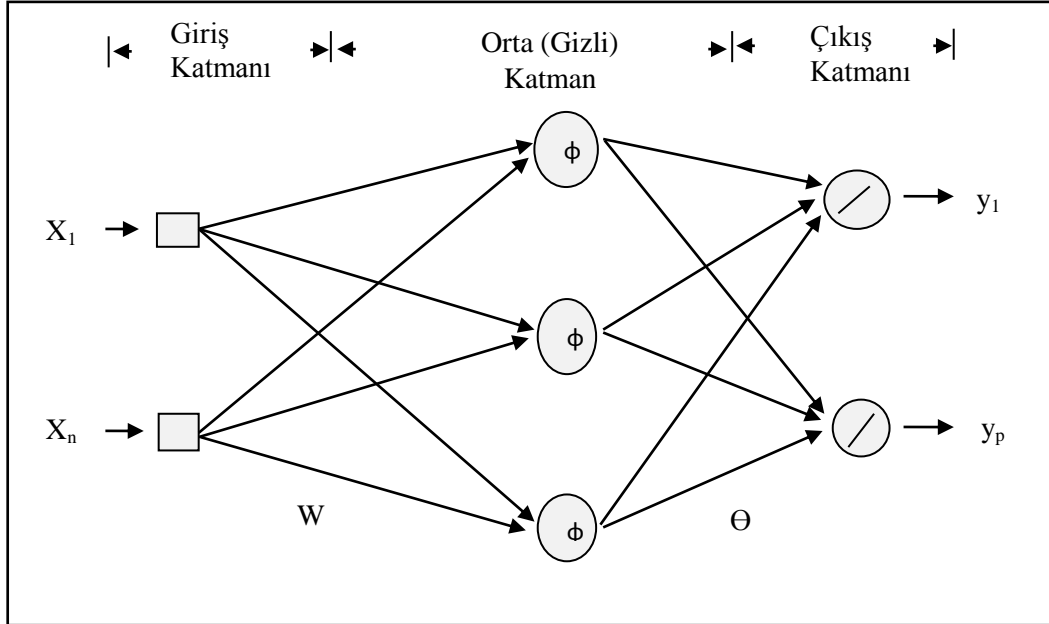 Giriş
Katmanı
Orta (Gizli)
Katman
Çıkış
Katmanı
ϕ
X₁
y₁
ϕ
Xₙ
yₚ
W
ϴ
ϕ